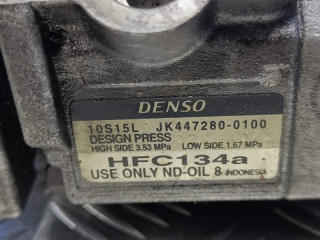 DENSO
10S15L JK447280-0100
DESIGN PRESS
HIGH SIDE 3.53 MPa LOW SIDE 1.67 MPa
HFC134a
USE ONLY ND-OIL 8 INDONESIA